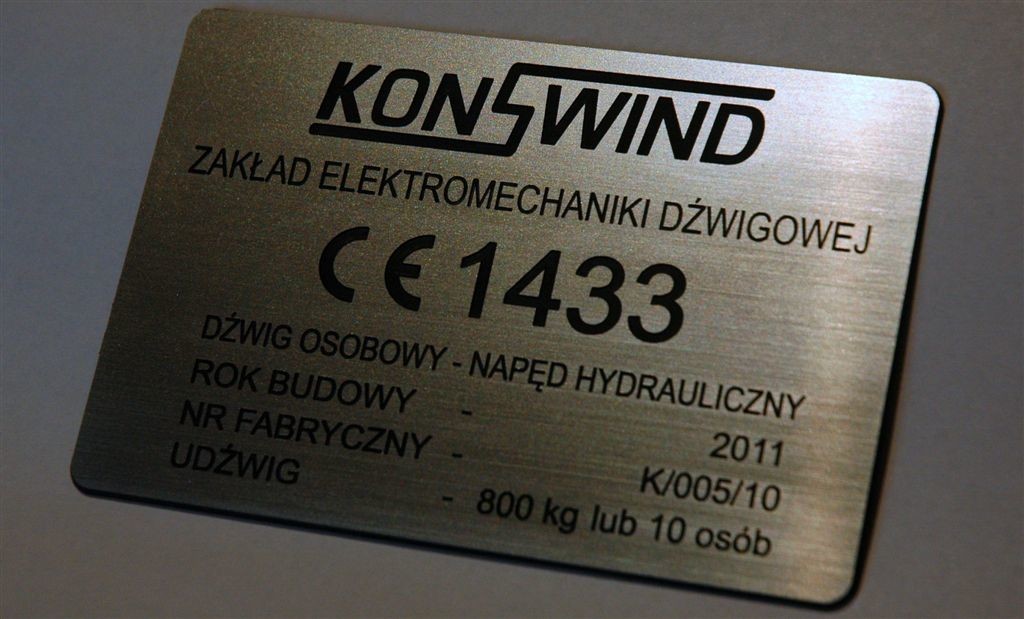 KONSWIND
ZAKŁAD ELEKTROMECHANIKI DŹWIGOWEJ
CE 1433
DŹWIG OSOBOWY - NAPĘD HYDRAULICZNY
ROK BUDOWY - 2011
NR FABRYCZNY - K/005/10
UDŹWIG - 800 kg lub 10 osób